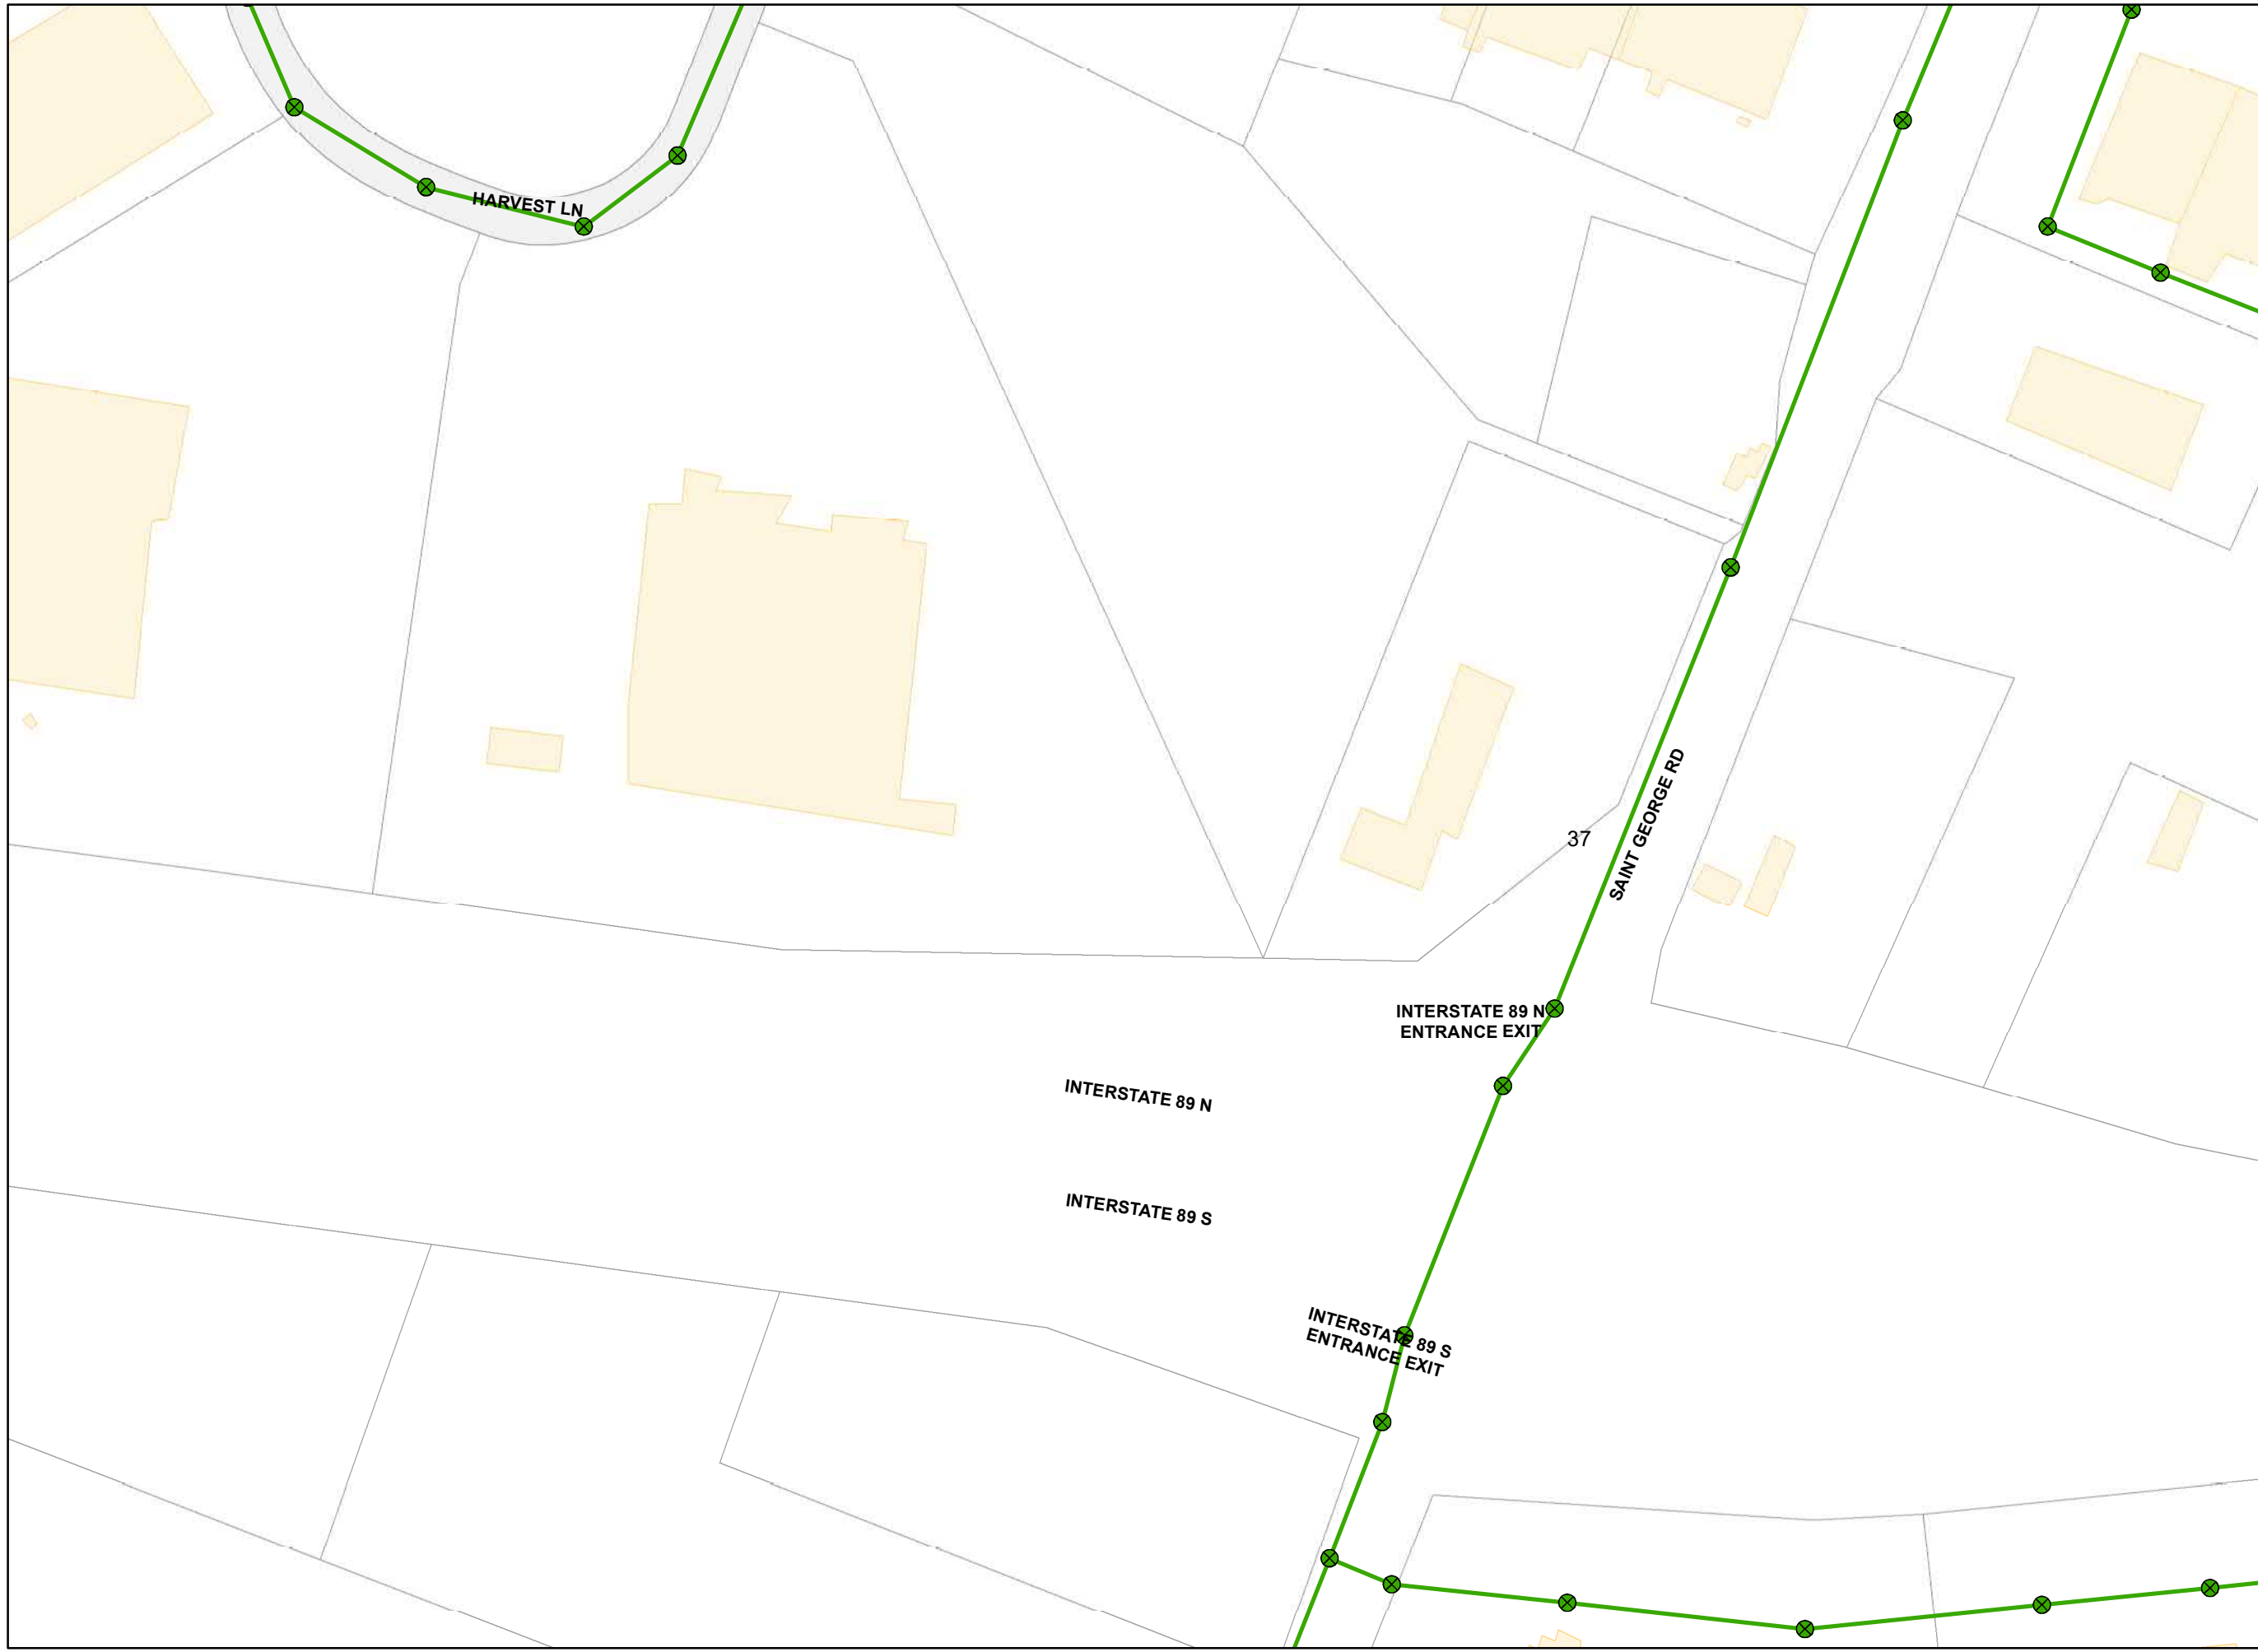 HARVEST LN
37
SAINT GEORGE RD
INTERSTATE 89 N
ENTRANCE EXIT
INTERSTATE 89 N
INTERSTATE 89 S
INTERSTATE 89 S
ENTRANCE EXIT